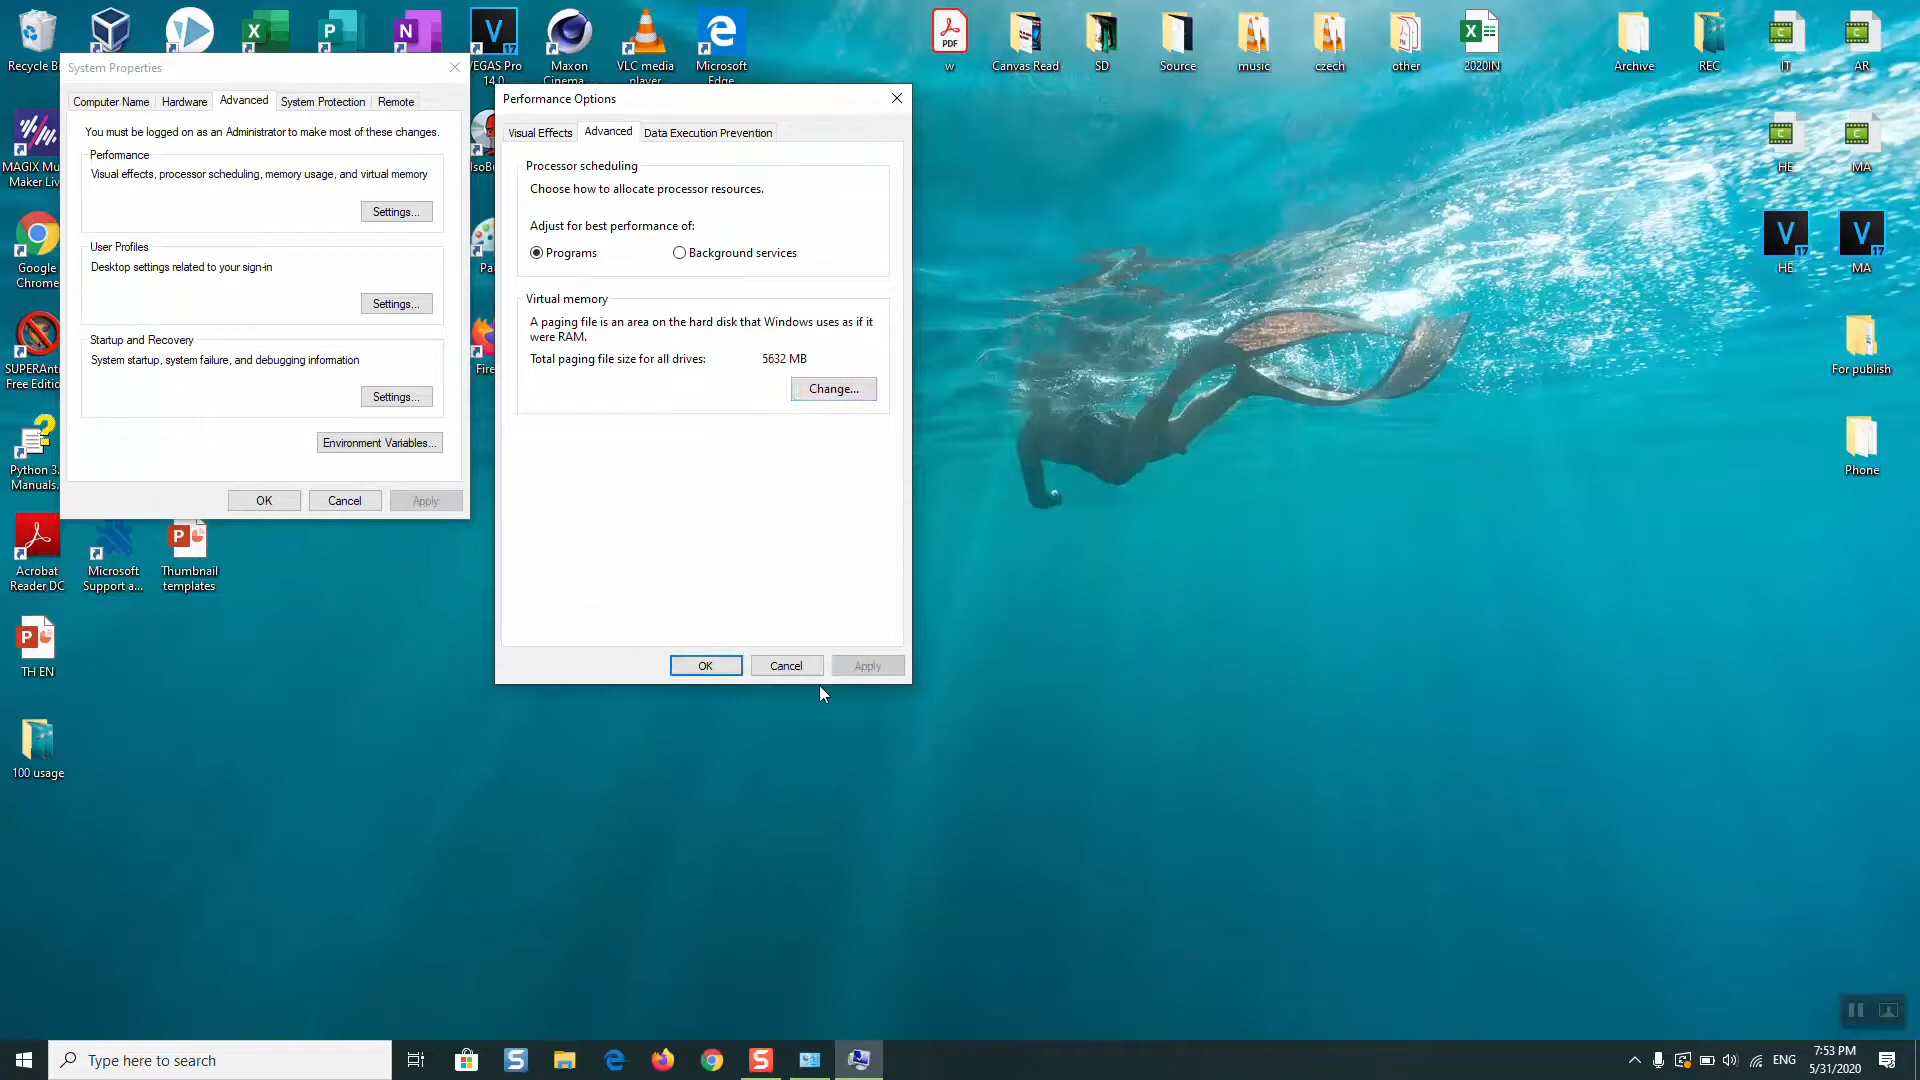 Recycle Bi
VEGAS Pro
14.0
Maxon
Cinema
VLC media
player
Microsoft
Edge
w
Canvas Read
SD
Source
music
czech
other
2020IN
Archive
REC
IT
AR
System Properties
Computer Name
Hardware
Advanced
System Protection
Remote
You must be logged on as an Administrator to make most of these changes.
Performance
Visual effects, processor scheduling, memory usage, and virtual memory
Settings...
User Profiles
Desktop settings related to your sign-in
Settings...
Startup and Recovery
System startup, system failure, and debugging information
Settings...
Environment Variables...
OK
Cancel
Apply
Performance Options
Visual Effects
Advanced
Data Execution Prevention
Processor scheduling
Choose how to allocate processor resources.
Adjust for best performance of:
Programs
Background services
Virtual memory
A paging file is an area on the hard disk that Windows uses as if it
were RAM.
Total paging file size for all drives:
5632 MB
Change...
OK
Cancel
Apply
MAGIX Mu
Maker Liv
IsoBu
HE
MA
Google
Chrome
Pa
V
17
HE
V
17
MA
SUPERAnti
Free Editio
Fire
For publish
Python 3.
Manuals.
Phone
Acrobat
Reader DC
Microsoft
Support a...
Thumbnail
templates
TH EN
100 usage
Type here to search
ENG
7:53 PM
5/31/2020